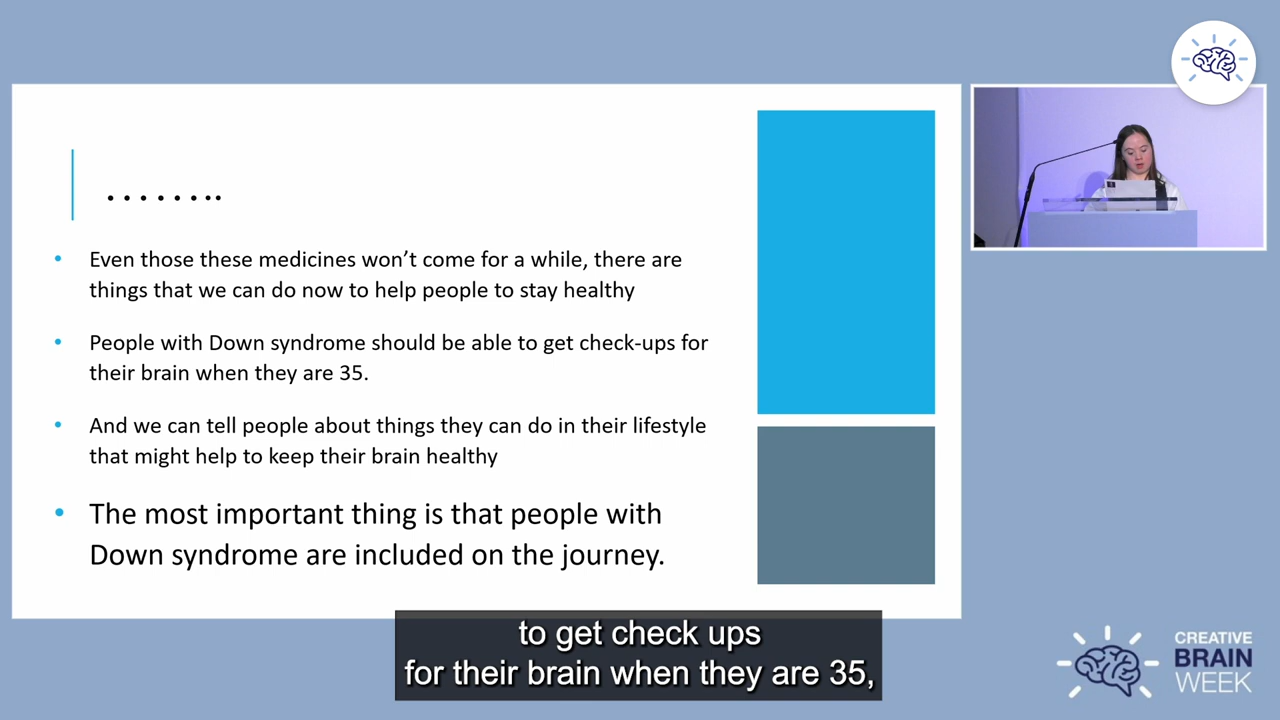 . . . . . . ..
Even those these medicines won’t come for a while, there are
things that we can do now to help people to stay healthy
People with Down syndrome should be able to get check-ups for
their brain when they are 35.
And we can tell people about things they can do in their lifestyle
that might help to keep their brain healthy
The most important thing is that people with
Down syndrome are included on the journey.
to get check ups
for their brain when they are 35,
CREATIVE
BRAIN
WEEK